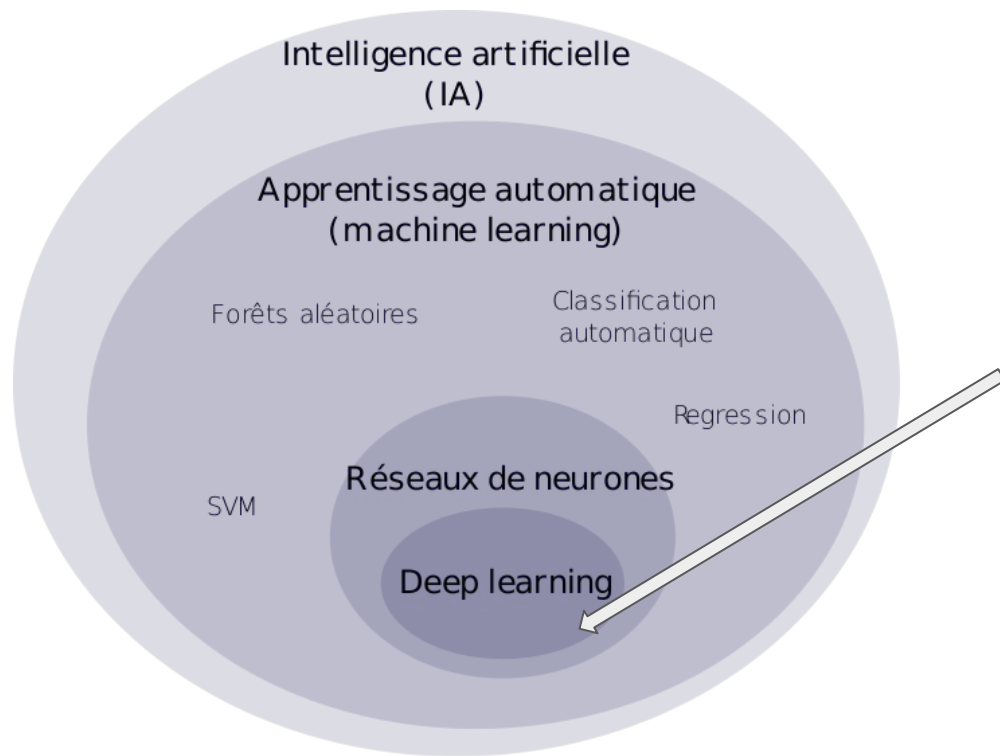 Intelligence artificielle
(IA)
Apprentissage automatique
(machine learning)
Forêts aléatoires
Classification
automatique
Regression
Réseaux de neurones
SVM
Deep learning